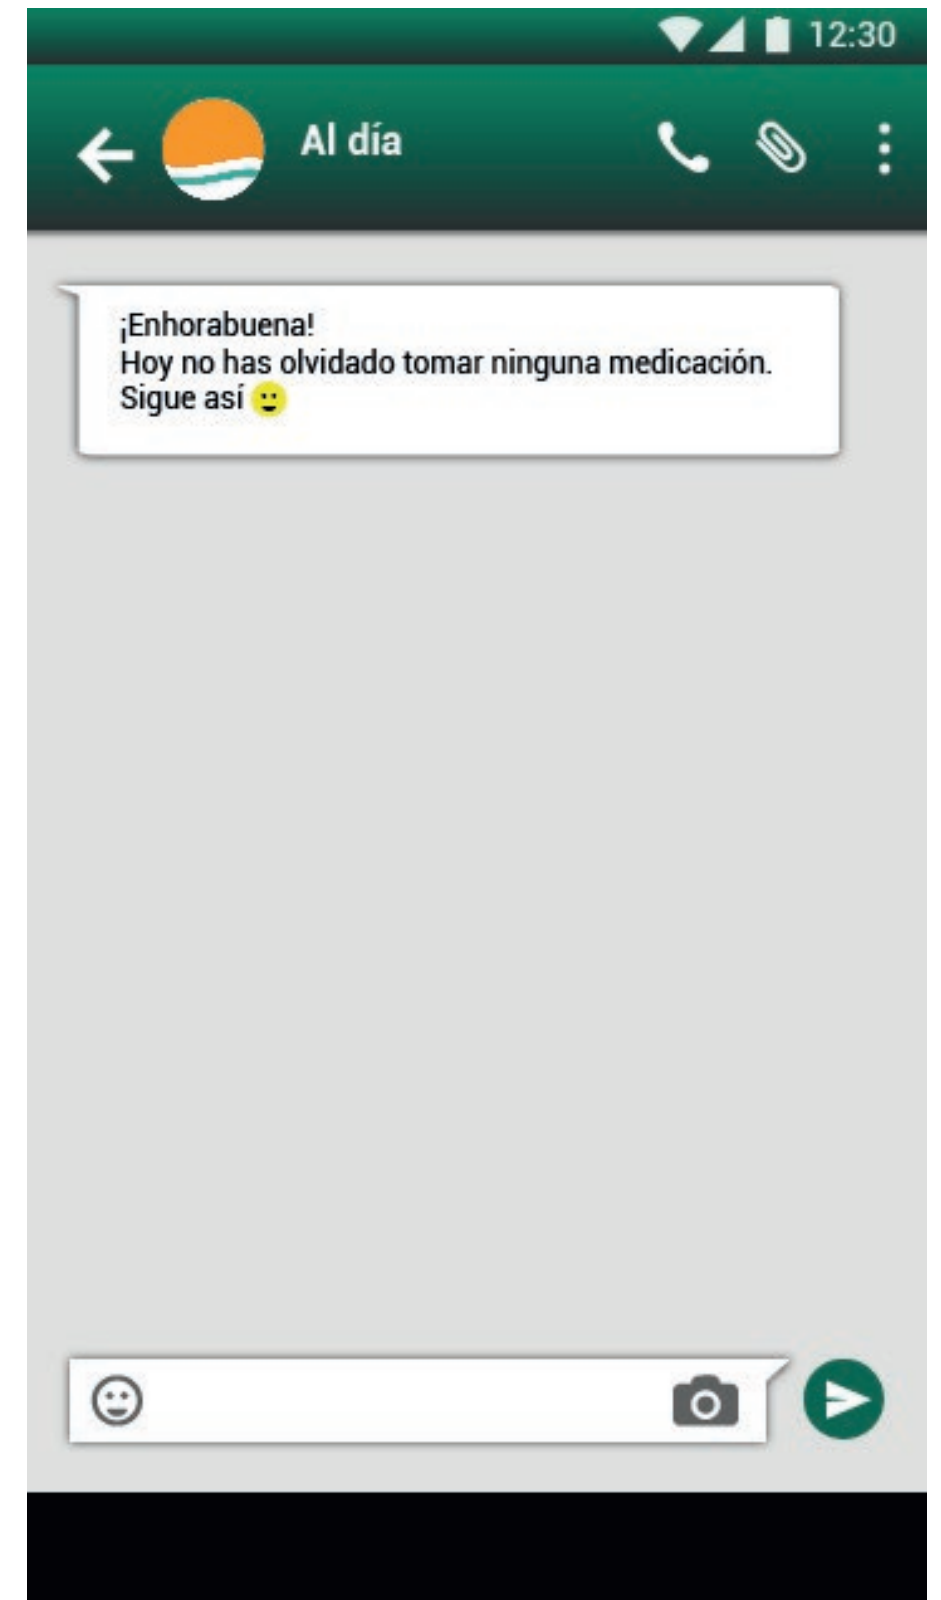 12:30
Al día
¡Enhorabuena!
Hoy no has olvidado tomar ninguna medicación.
Sigue así